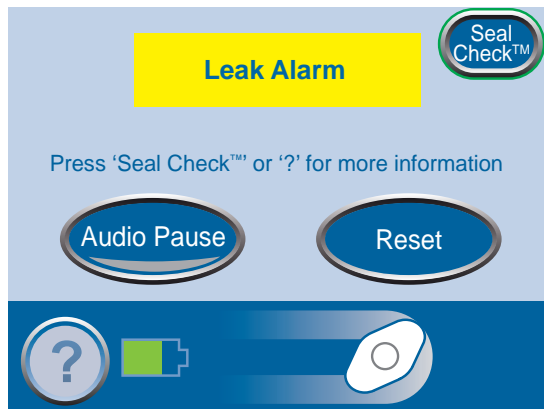 Seal
Check™
Leak Alarm
Press ‘Seal Check™’ or ‘?’ for more information
Audio Pause
Reset
?